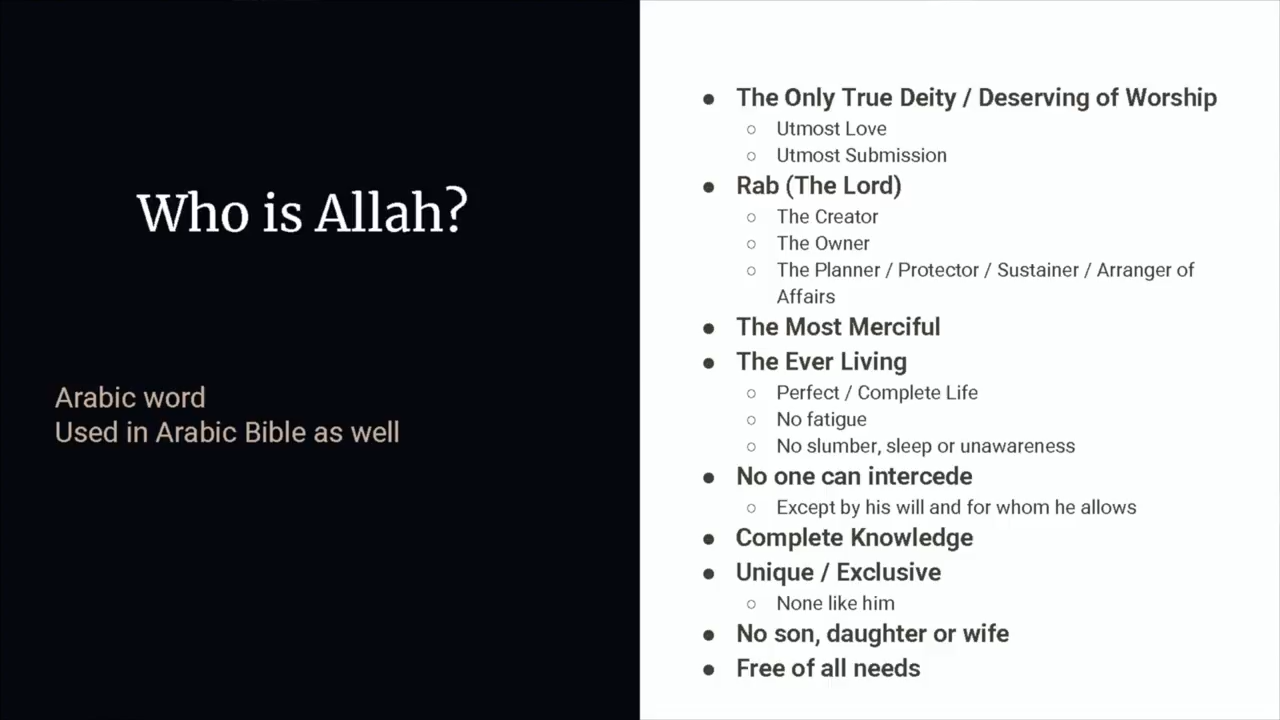 Who is Allah?
Arabic word
Used in Arabic Bible as well
● The Only True Deity / Deserving of Worship
○ Utmost Love
○ Utmost Submission
● Rab (The Lord)
○ The Creator
○ The Owner
○ The Planner / Protector / Sustainer / Arranger of
Affairs
● The Most Merciful
● The Ever Living
○ Perfect / Complete Life
○ No fatigue
○ No slumber, sleep or unawareness
● No one can intercede
○ Except by his will and for whom he allows
● Complete Knowledge
● Unique / Exclusive
○ None like him
● No son, daughter or wife
● Free of all needs